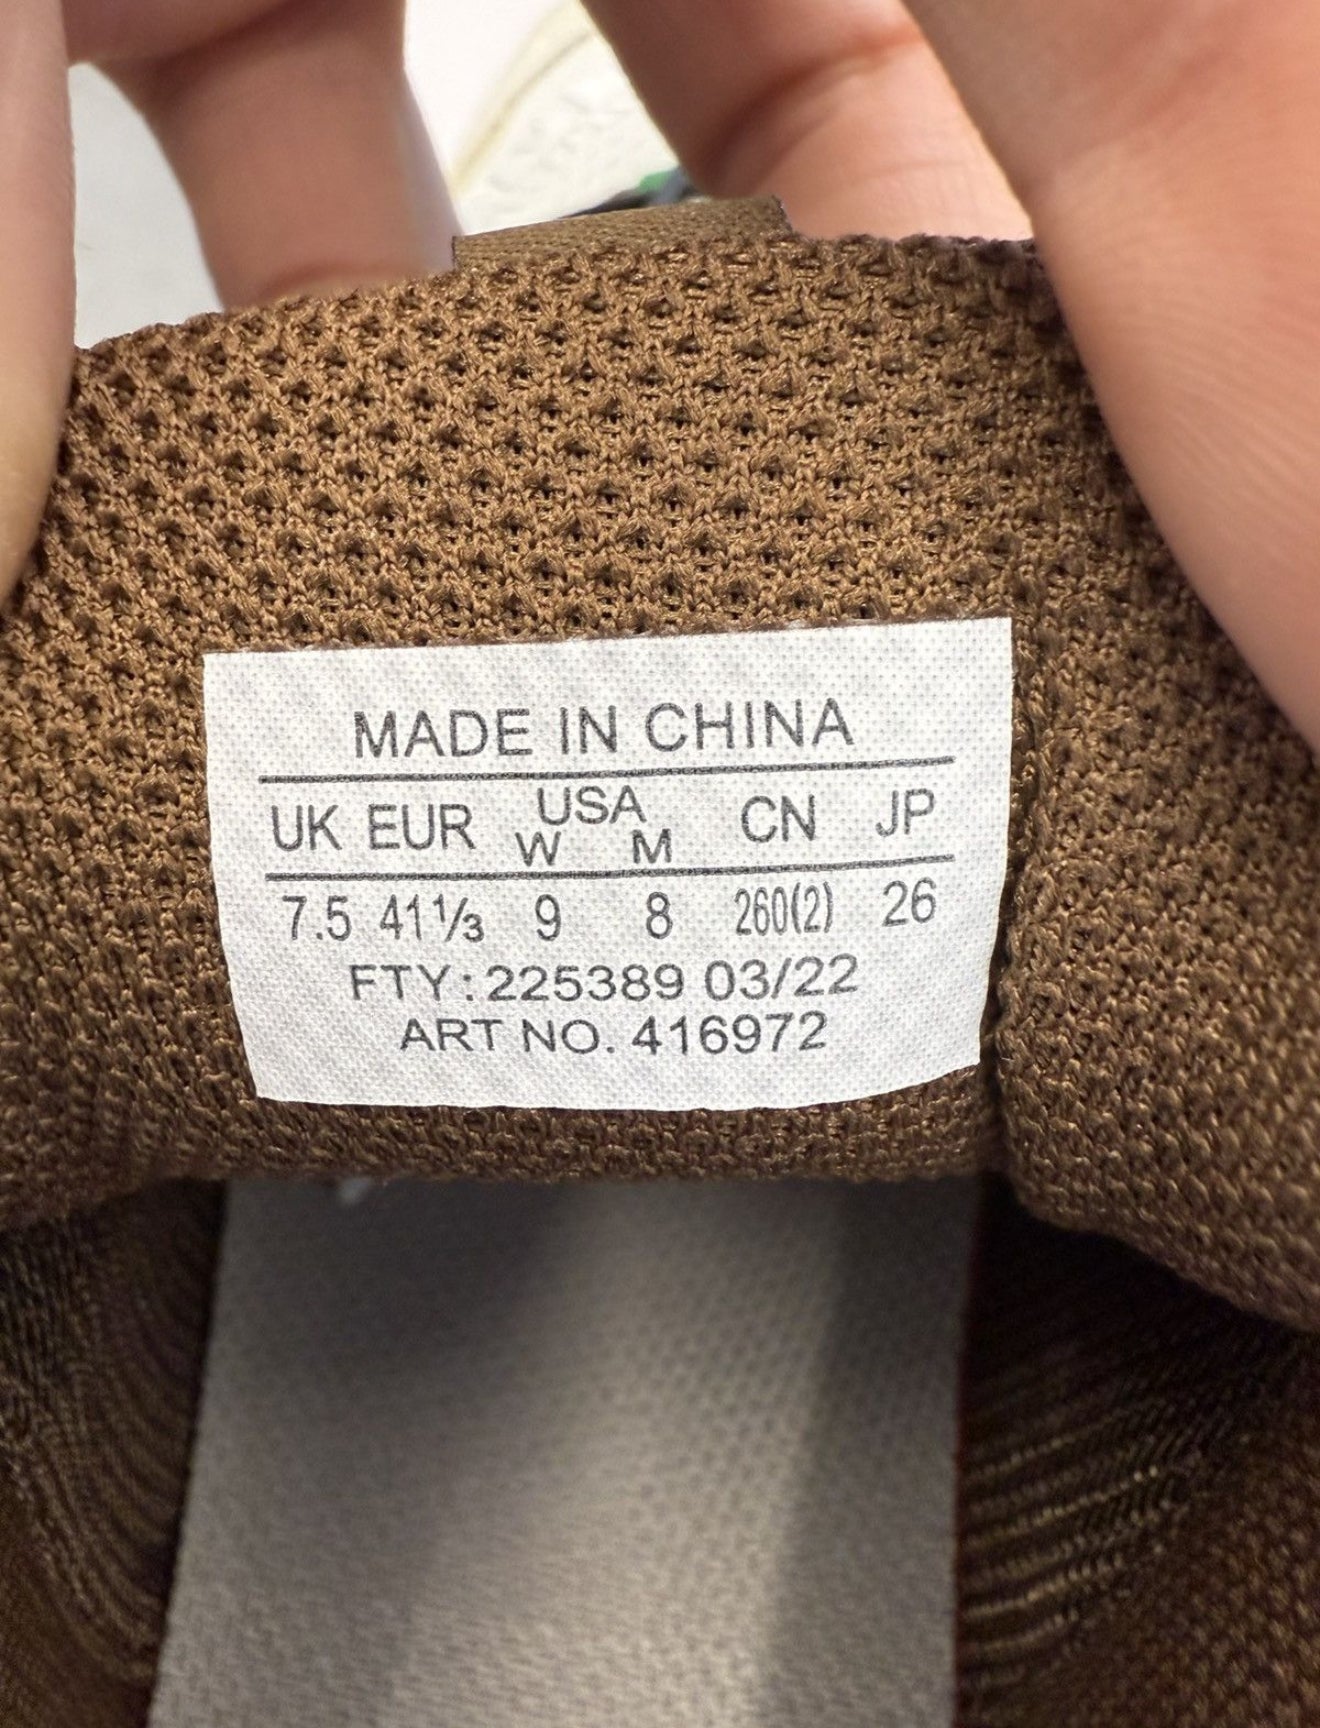 MADE IN CHINA
UK EUR USA CN JP
W M
7.5 41⅓ 9 8 260(2) 26
FTY: 225389 03/22
ART NO. 416972